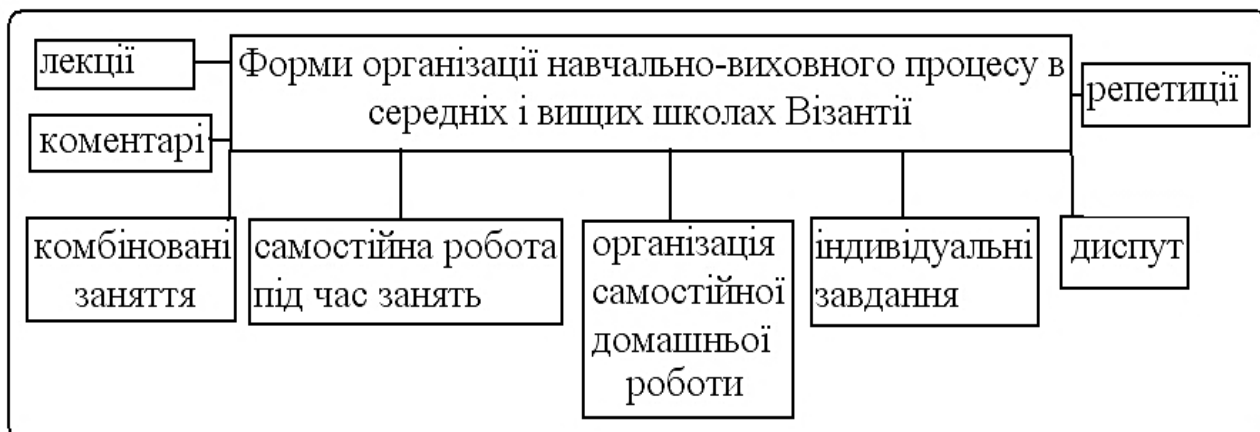 лекції
Форми організації навчально-виховного процесу в
середніх і вищих школах Візантії
репетиції
коментарі
комбіновані
заняття
самостійна робота
під час занять
організація
самостійної
домашньої
роботи
індивідуальні
завдання
диспут